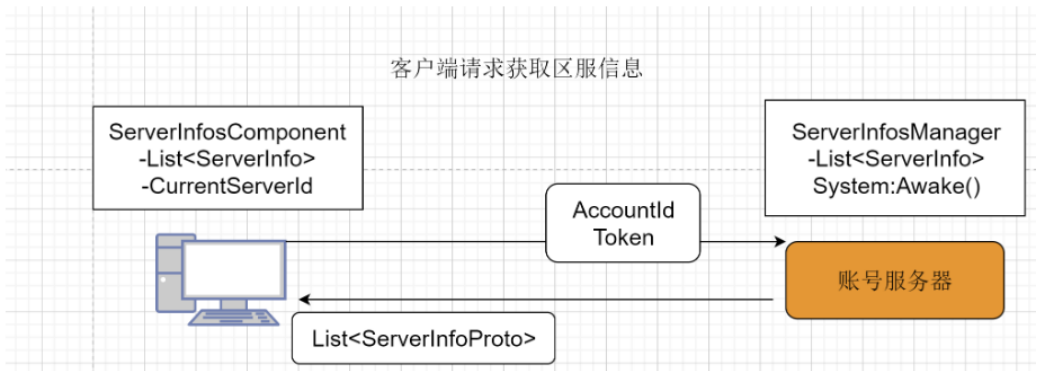 客户端请求获取区服信息
ServerInfosComponent
-List<ServerInfo>
-CurrentServerId
ServerInfosManager
-List<ServerInfo>
System:Awake()
AccountId
Token
账号服务器
List<ServerInfoProto>